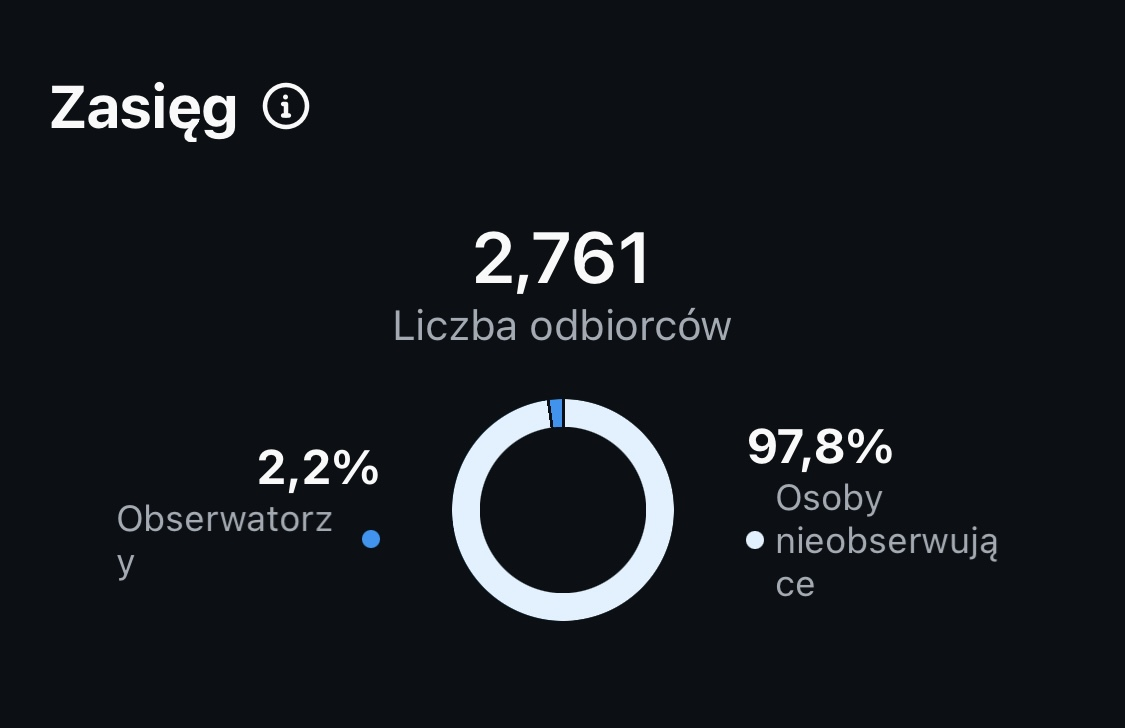 Zasięg
2,761
Liczba odbiorców
2,2%
Obserwatorz
y
97,8%
Osoby
nieobserwują
ce